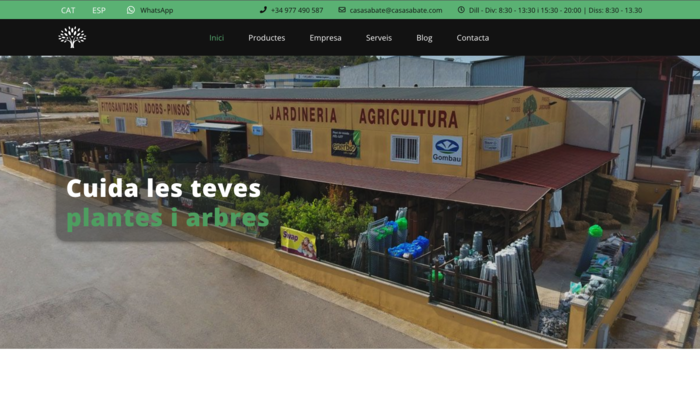 CAT ESP WhatsApp +34 977 490 587 casasabate@casasabate.com Dill - Div: 8:30 - 13:30 i 15:30 - 20:00 | Diss: 8:30 - 13.30
Inici Productes Empresa Serveis Blog Contacta
FITOSANITARIS ADOBS-PINSOS
JARDINERIA AGRICULTURA
Gombau
Cuida les teves
plantes i arbres